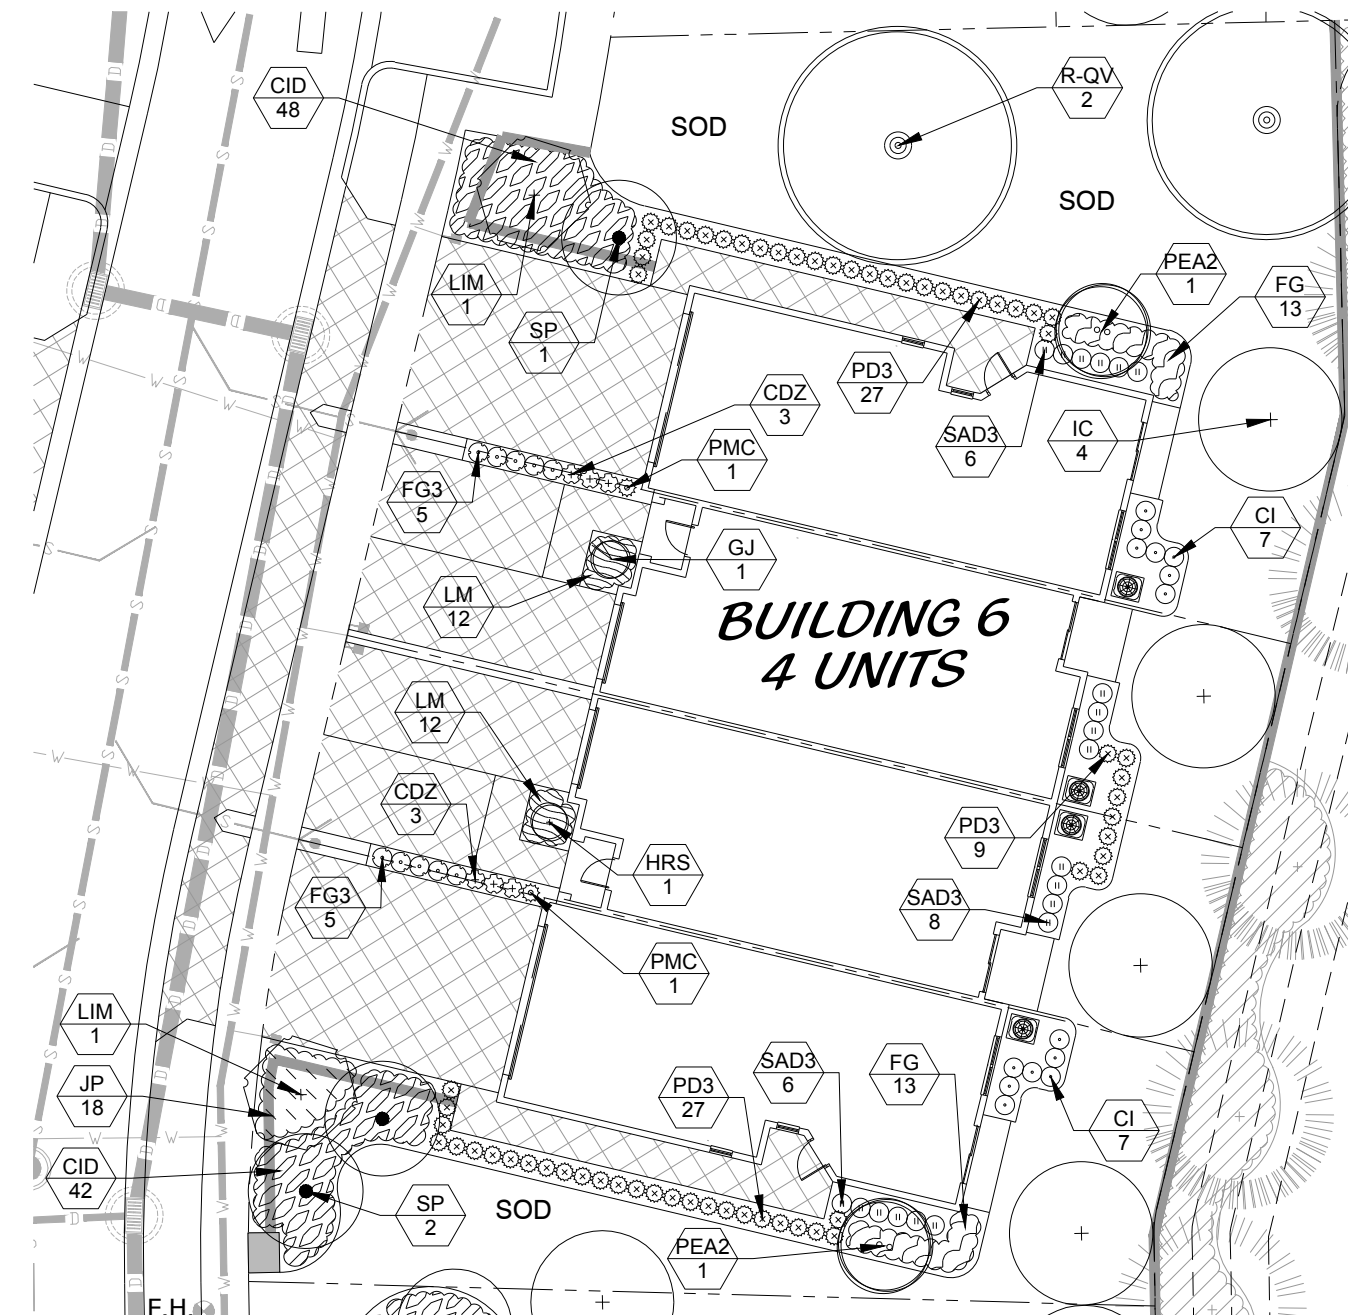 CID
48
SOD
R-QV
2
SOD
LIM
1
SP
1
PEA2
1
FG
13
PD3
27
CDZ
3
SAD3
6
IC
4
PMC
1
FG3
5
CI
7
GJ
1
LM
12
BUILDING 6
4 UNITS
LM
12
CDZ
3
PD3
9
HRS
1
FG3
5
SAD3
8
PMC
1
LIM
1
JP
18
SAD3
6
FG
13
PD3
27
CI
7
CID
42
SP
2
SOD
PEA2
1
F.H.
D
D
D
D
D
D
D
D
D
S
S
S
S
S
S
S
W
W
W
W
W
W
W
W